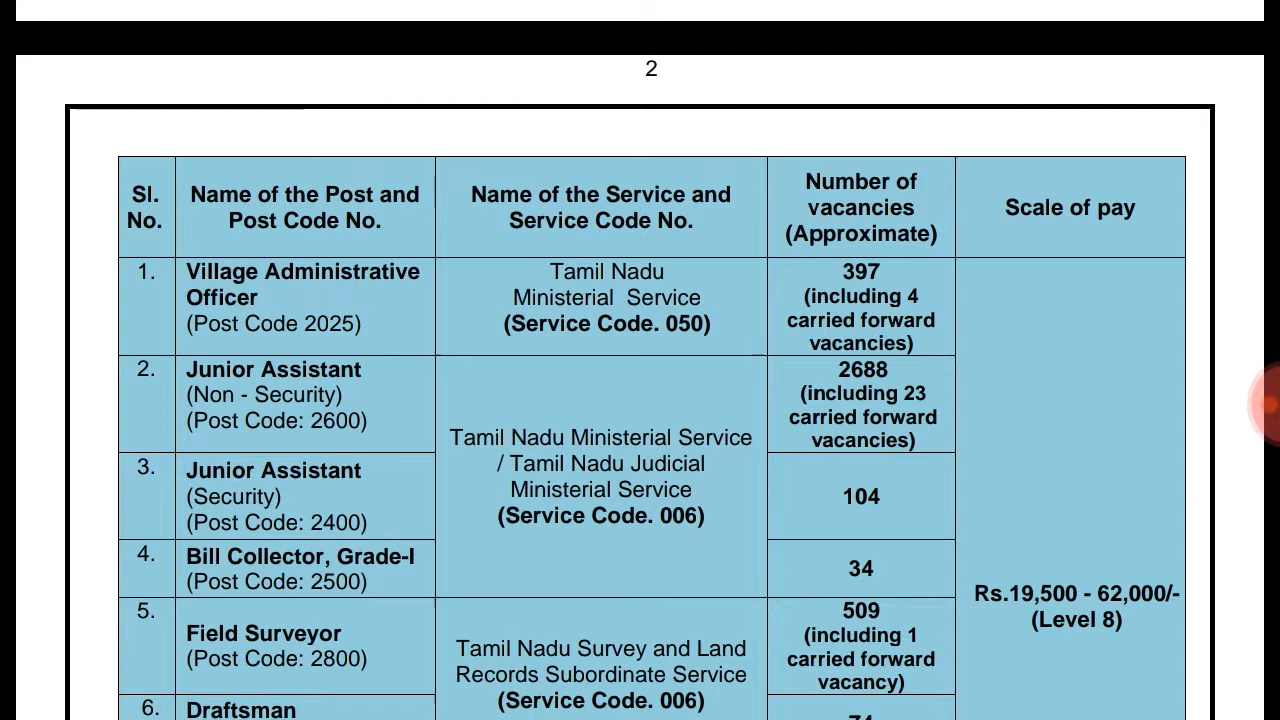 2
Sl.
No.
Name of the Post and
Post Code No.
Name of the Service and
Service Code No.
Number of
vacancies
(Approximate)
Scale of pay
1.
Village Administrative
Officer
(Post Code 2025)
Tamil Nadu
Ministerial Service
(Service Code. 050)
397
(including 4
carried forward
vacancies)
2.
Junior Assistant
(Non - Security)
(Post Code: 2600)
Tamil Nadu Ministerial Service
/ Tamil Nadu Judicial
Ministerial Service
(Service Code. 006)
2688
(including 23
carried forward
vacancies)
3.
Junior Assistant
(Security)
(Post Code: 2400)
104
4.
Bill Collector, Grade-I
(Post Code: 2500)
34
Rs.19,500 - 62,000/-
(Level 8)
5.
Field Surveyor
(Post Code: 2800)
Tamil Nadu Survey and Land
Records Subordinate Service
(Service Code. 006)
509
(including 1
carried forward
vacancy)
6.
Draftsman